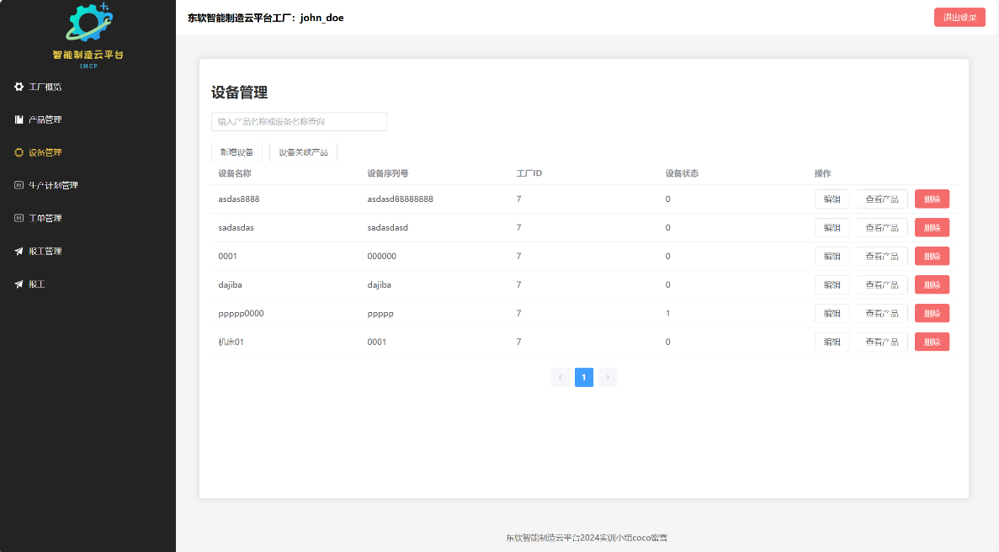 智能制造云平台
IMCP
工厂概览
产品管理
设备管理
生产计划管理
工单管理
报工管理
报工
东软智能制造云平台工厂：john_doe
退出登录
设备管理
输入产品名称或设备名称查询
新增设备 设备关联产品
设备名称 设备序列号 工厂ID 设备状态 操作
asdas8888 asdasd88888888 7 0 编辑 查看产品 删除
sadasdas sadasdasd 7 0 编辑 查看产品 删除
0001 000000 7 0 编辑 查看产品 删除
dajiba dajiba 7 0 编辑 查看产品 删除
ppppp0000 ppppp 7 1 编辑 查看产品 删除
机床01 0001 7 0 编辑 查看产品 删除
1
东软智能制造云平台2024实训小组coco蜜雪